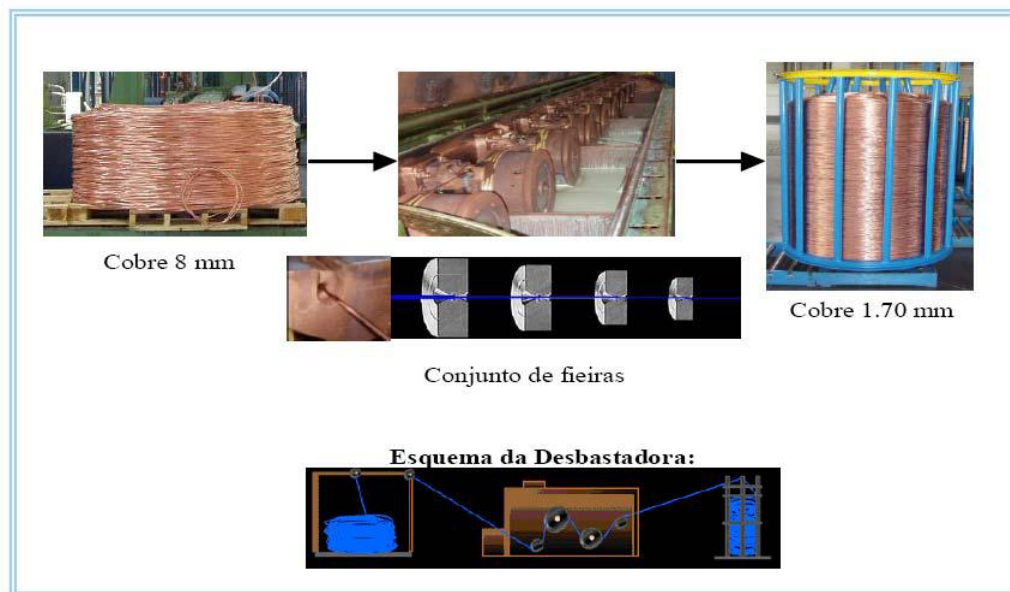 Cobre 8 mm
Cobre 1.70 mm
Conjunto de fieiras
Esquema da Desbastadora: